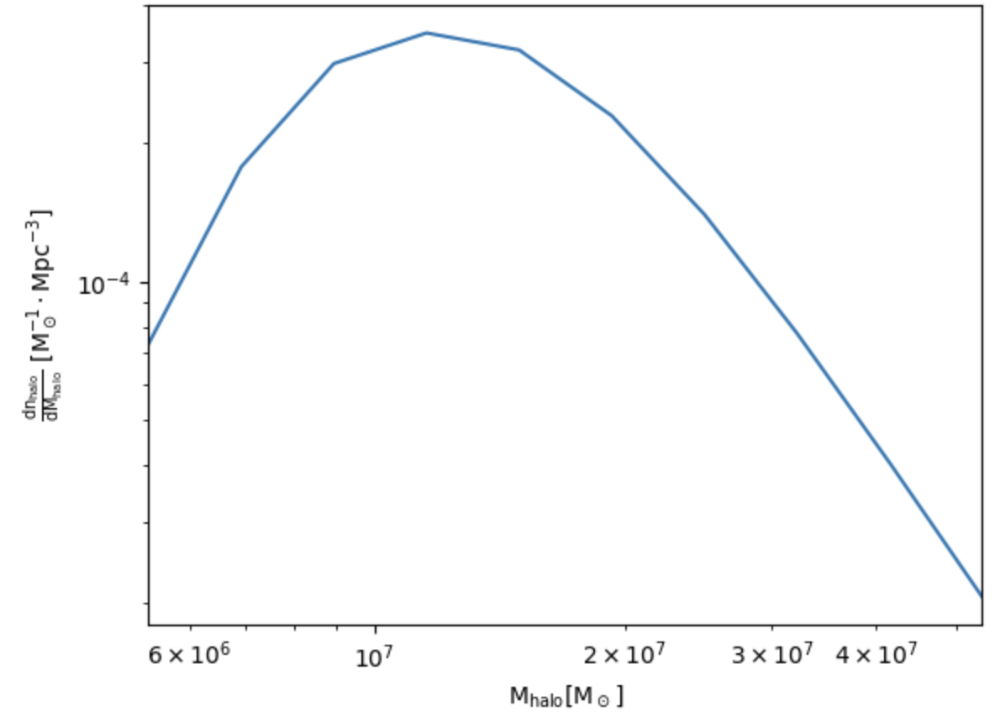 10⁻⁴
dn_halo/dM_halo [M_⊙⁻¹ · Mpc⁻³]
6 × 10⁶ 10⁷ 2 × 10⁷ 3 × 10⁷ 4 × 10⁷
M_halo[M_⊙]